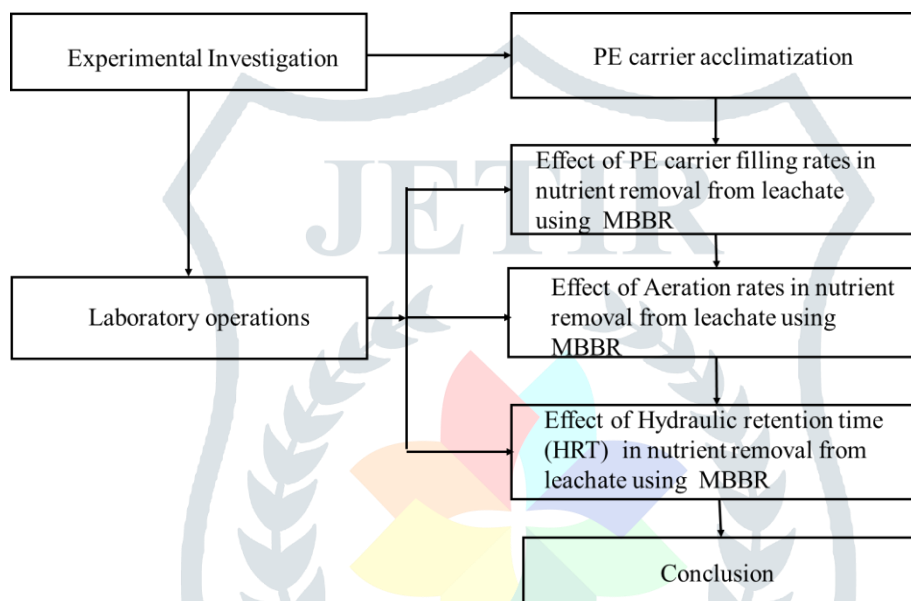 Experimental Investigation
PE carrier acclimatization
Effect of PE carrier filling rates in
nutrient removal from leachate
using MBBR
JETIR
Laboratory operations
Effect of Aeration rates in nutrient
removal from leachate using
MBBR
Effect of Hydraulic retention time
(HRT) in nutrient removal from
leachate using MBBR
Conclusion